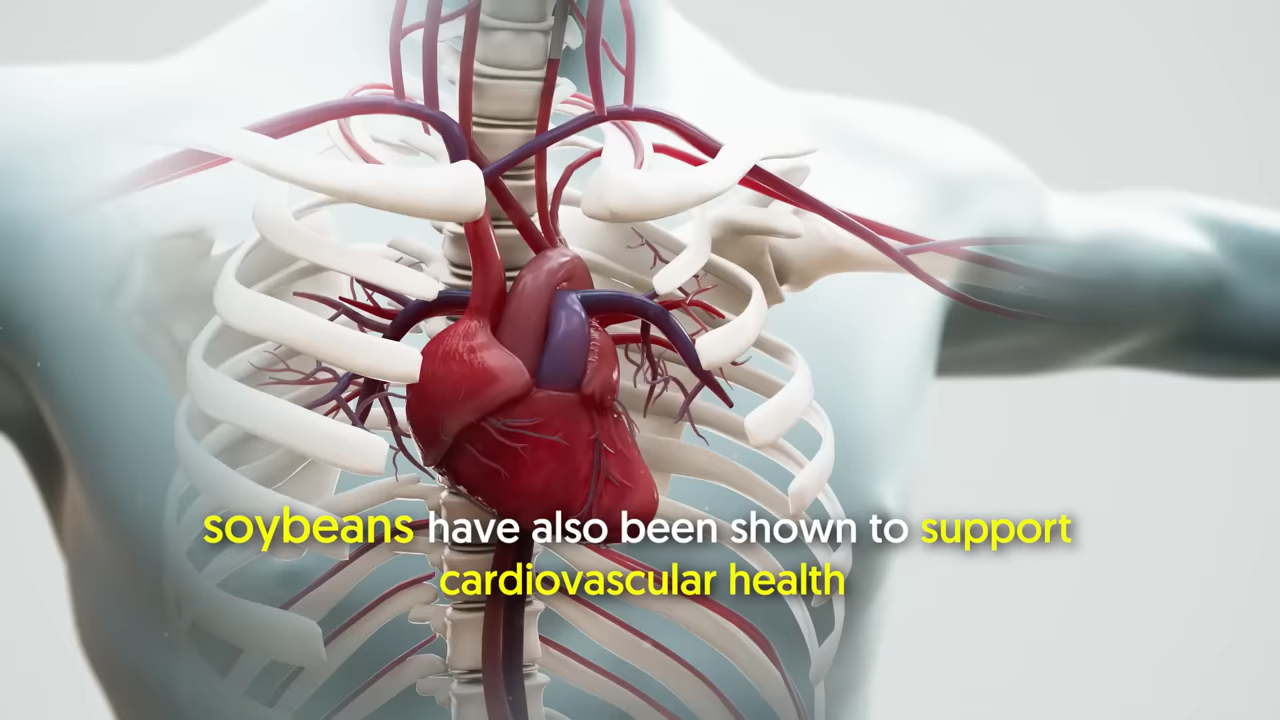 soybeans have also been shown to support
cardiovascular health